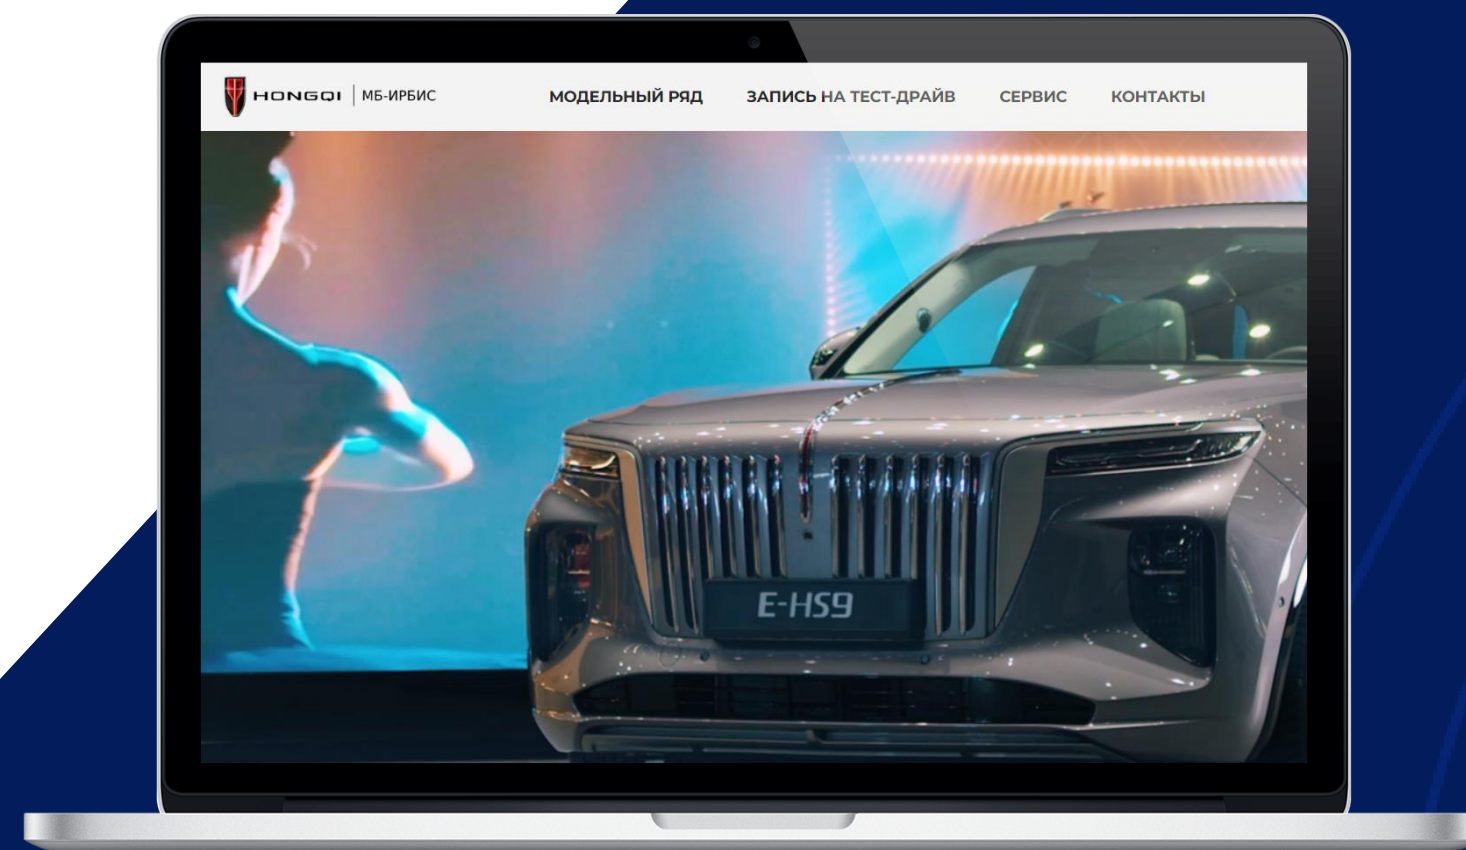 HONGQI МБ-ИРБИС
МОДЕЛЬНЫЙ РЯД
ЗАПИСЬ НА ТЕСТ-ДРАЙВ
СЕРВИС
КОНТАКТЫ
E-HS9